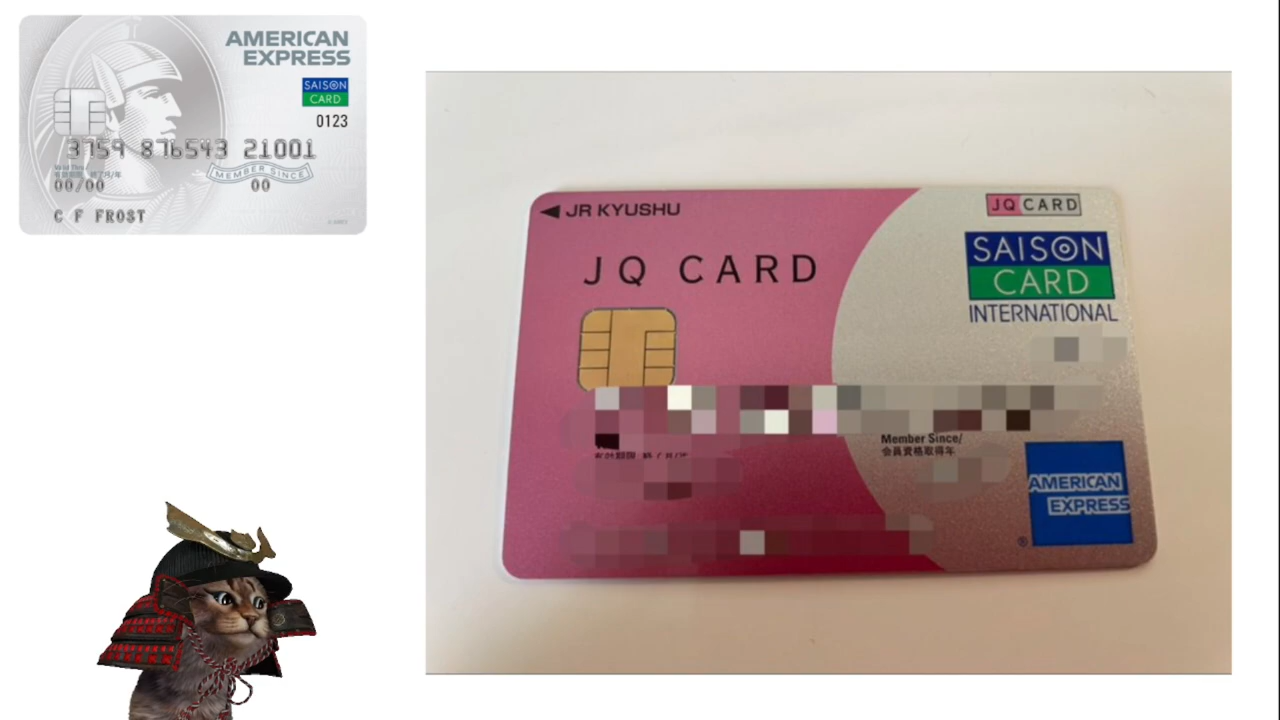 AMERICAN
EXPRESS
SAISON
CARD
0123
3759 876543 21001
MEMBER SINCE
00/00
00
C F FROST
JR KYUSHU
JQ CARD
JQ CARD
SAISON
CARD
INTERNATIONAL
Member Since/
会員資格取得年
AMERICAN
EXPRESS
®